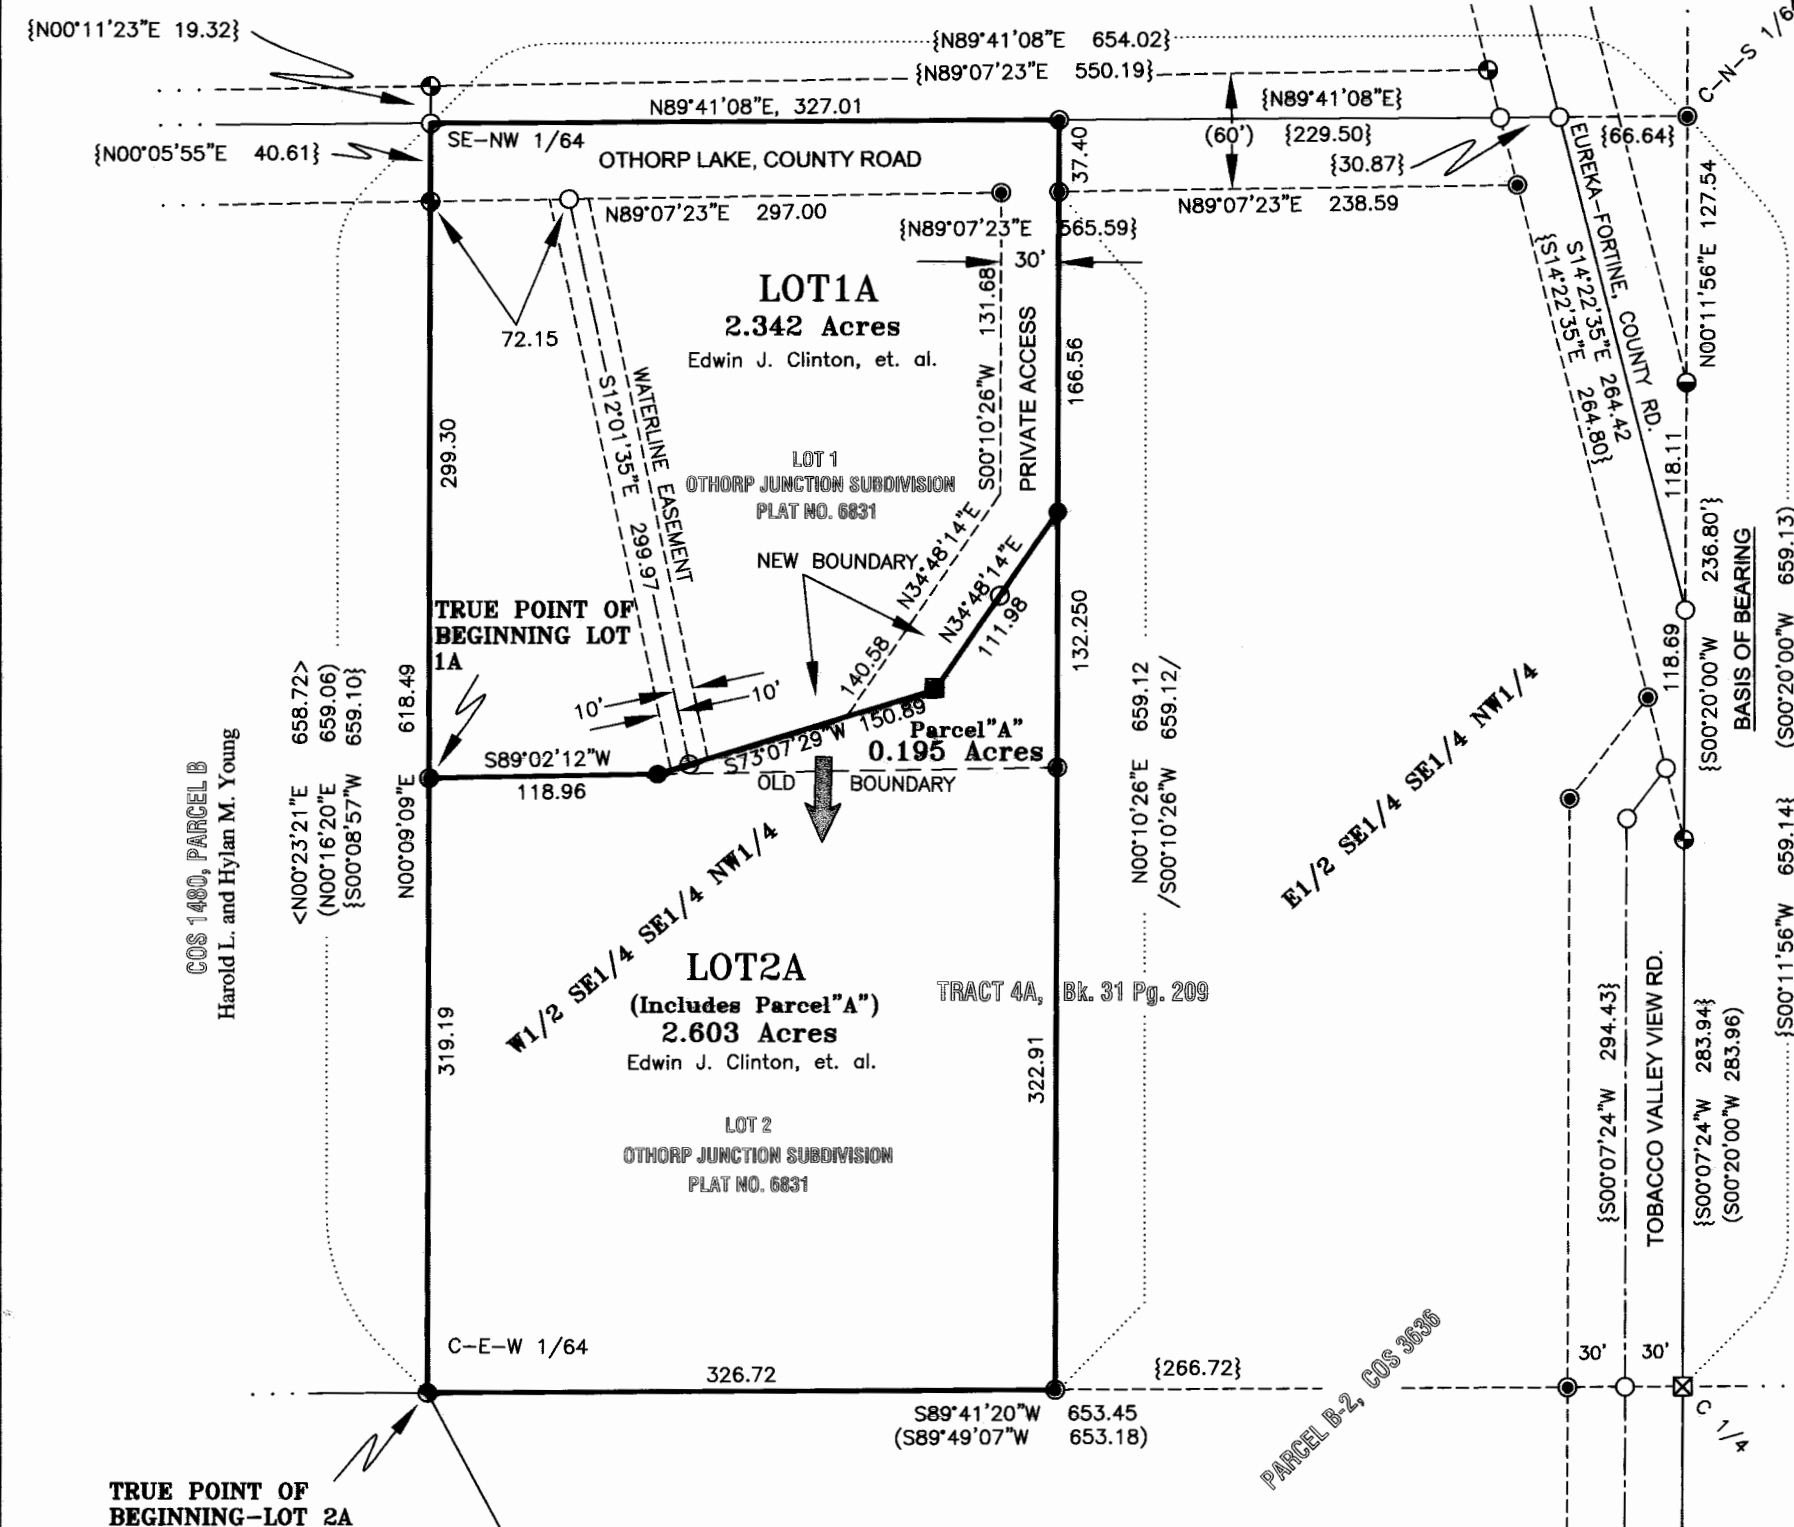 {N00°11'23"E 19.32}
{N89°41'08"E 654.02}
{N89°07'23"E 550.19}
C-N-S 1/6
N89°41'08"E, 327.01
{N89°41'08"E}
SE-NW 1/64
{N00°05'55"E 40.61}
OTHORP LAKE, COUNTY ROAD
37.40
(60')
{229.50}
{30.87}
{66.64}
N89°07'23"E 297.00
N89°07'23"E 238.59
{N89°07'23"E 565.59}
30'
EUREKA-FORTINE, COUNTY RD.
N00°11'56"E 127.54
{S14°22'35"E 264.80}
S14°22'35"E 264.42
LOT1A
2.342 Acres
Edwin J. Clinton, et. al.
72.15
S00°10'26"W 131.68
PRIVATE ACCESS
166.56
WATERLINE EASEMENT
S12°01'35"E 299.97
299.30
LOT 1
OTHORP JUNCTION SUBDIVISION
PLAT NO. 6831
118.11
NEW BOUNDARY
N34°48'14"E
140.58
N34°48'14"E
111.98
132.250
TRUE POINT OF
BEGINNING LOT
1A
10'
10'
S73°07'29"W 150.89
Parcel"A"
0.195 Acres
S89°02'12"W
118.96
OLD BOUNDARY
<N00°23'21"E 658.72>
(N00°16'20"E 659.06)
{S00°08'57"W 659.10}
N00°09'09"E 618.49
N00°10'26"E 659.12
/S00°10'26"W 659.12/
118.69
{S00°20'00"W 236.80')
BASIS OF BEARING
(S00°20'00"W 659.13)
{S00°11'56"W 659.14}
COS 1480, PARCEL B
Harold L. and Hylan M. Young
W1/2 SE1/4 SE1/4 NW1/4
E1/2 SE1/4 SE1/4 NW1/4
LOT2A
(Includes Parcel"A")
2.603 Acres
Edwin J. Clinton, et. al.
TRACT 4A, Bk. 31 Pg. 209
319.19
322.91
LOT 2
OTHORP JUNCTION SUBDIVISION
PLAT NO. 6831
{S00°07'24"W 294.43}
TOBACCO VALLEY VIEW RD.
{S00°07'24"W 283.94}
(S00°20'00"W 283.96)
C-E-W 1/64
326.72
{266.72}
30'
30'
S89°41'20"W 653.45
(S89°49'07"W 653.18)
PARCEL B-2, COS 3636
C 1/4
TRUE POINT OF
BEGINNING-LOT 2A